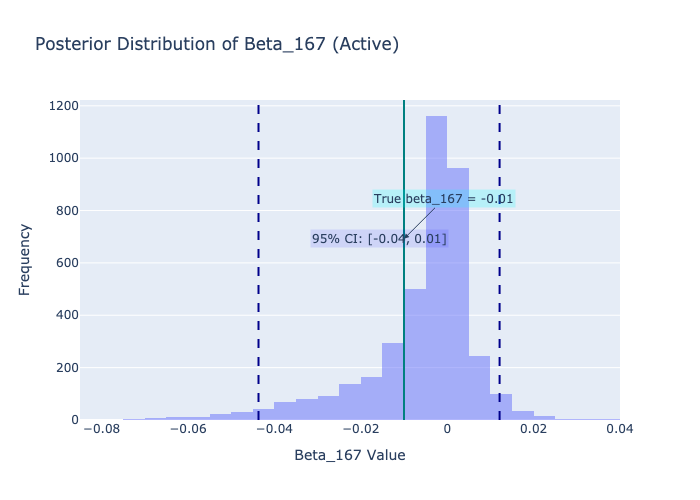 Posterior Distribution of Beta_167 (Active)
1200
1000
800
600
400
200
0
Frequency
True beta_167 = -0.01
95% CI: [-0.04, 0.01]
−0.08
−0.06
−0.04
−0.02
0
0.02
0.04
Beta_167 Value